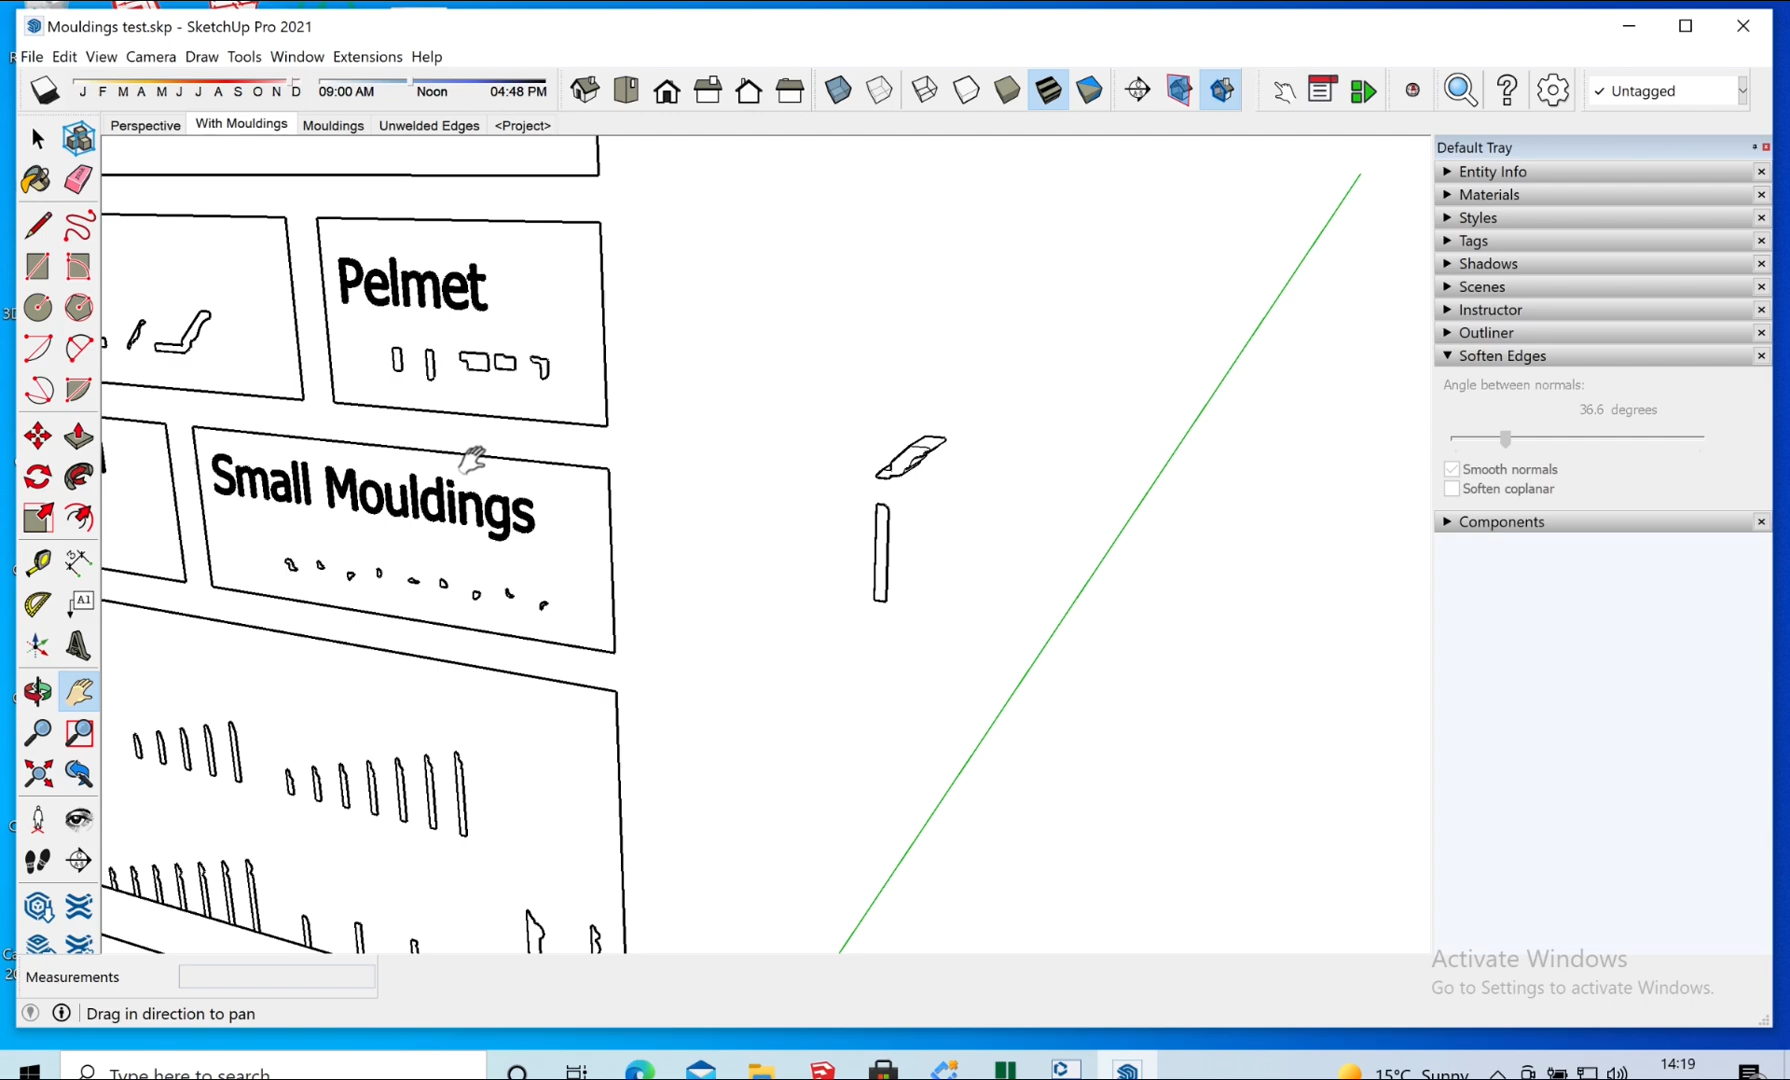 Mouldings test.skp - SketchUp Pro 2021
File Edit View Camera Draw Tools Window Extensions Help
J F M A M J J A S O N D 09:00 AM Noon 04:48 PM Untagged
Perspective With Mouldings Mouldings Unwelded Edges <Project>
Default Tray
Entity Info
Materials
Styles
Tags
Shadows
Scenes
Instructor
Outliner
Soften Edges
Angle between normals:
36.6 degrees
Smooth normals
Soften coplanar
Components
Pelmet
Small Mouldings
A1
Activate Windows
Go to Settings to activate Windows.
Measurements
Drag in direction to pan
Type here to search
15°C Sunny
14:19